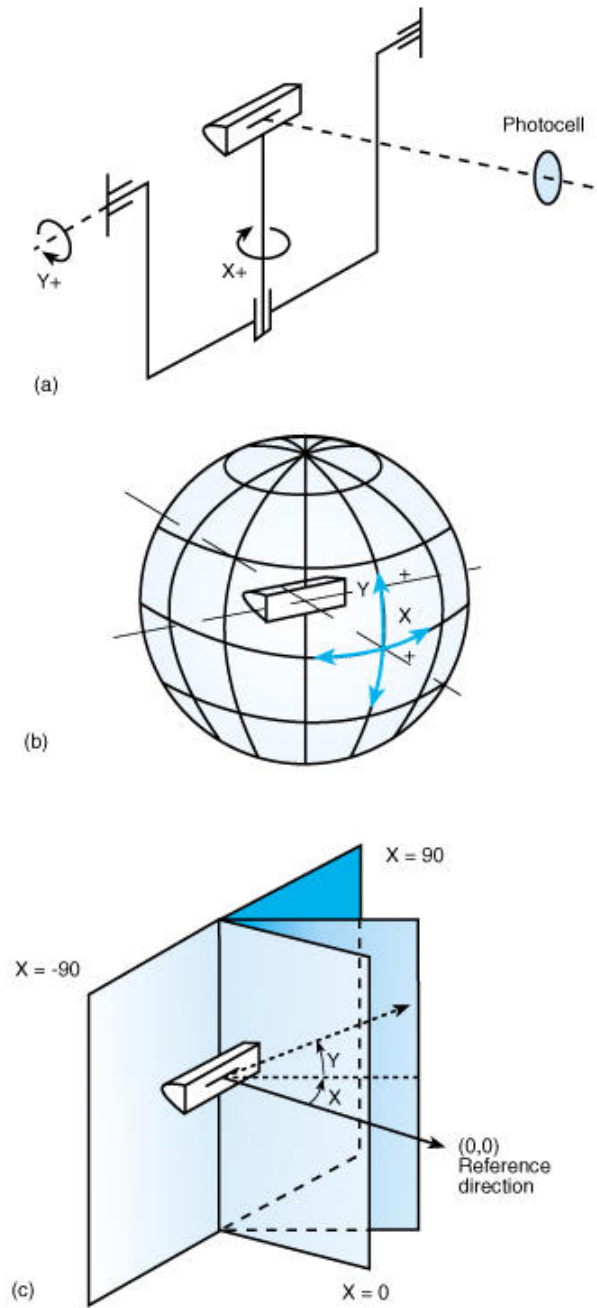 Photocell
Y+
X+
(a)
+
Y
X
+
(b)
X = 90
X = -90
Y
X
(0,0)
Reference
direction
(c)
X = 0